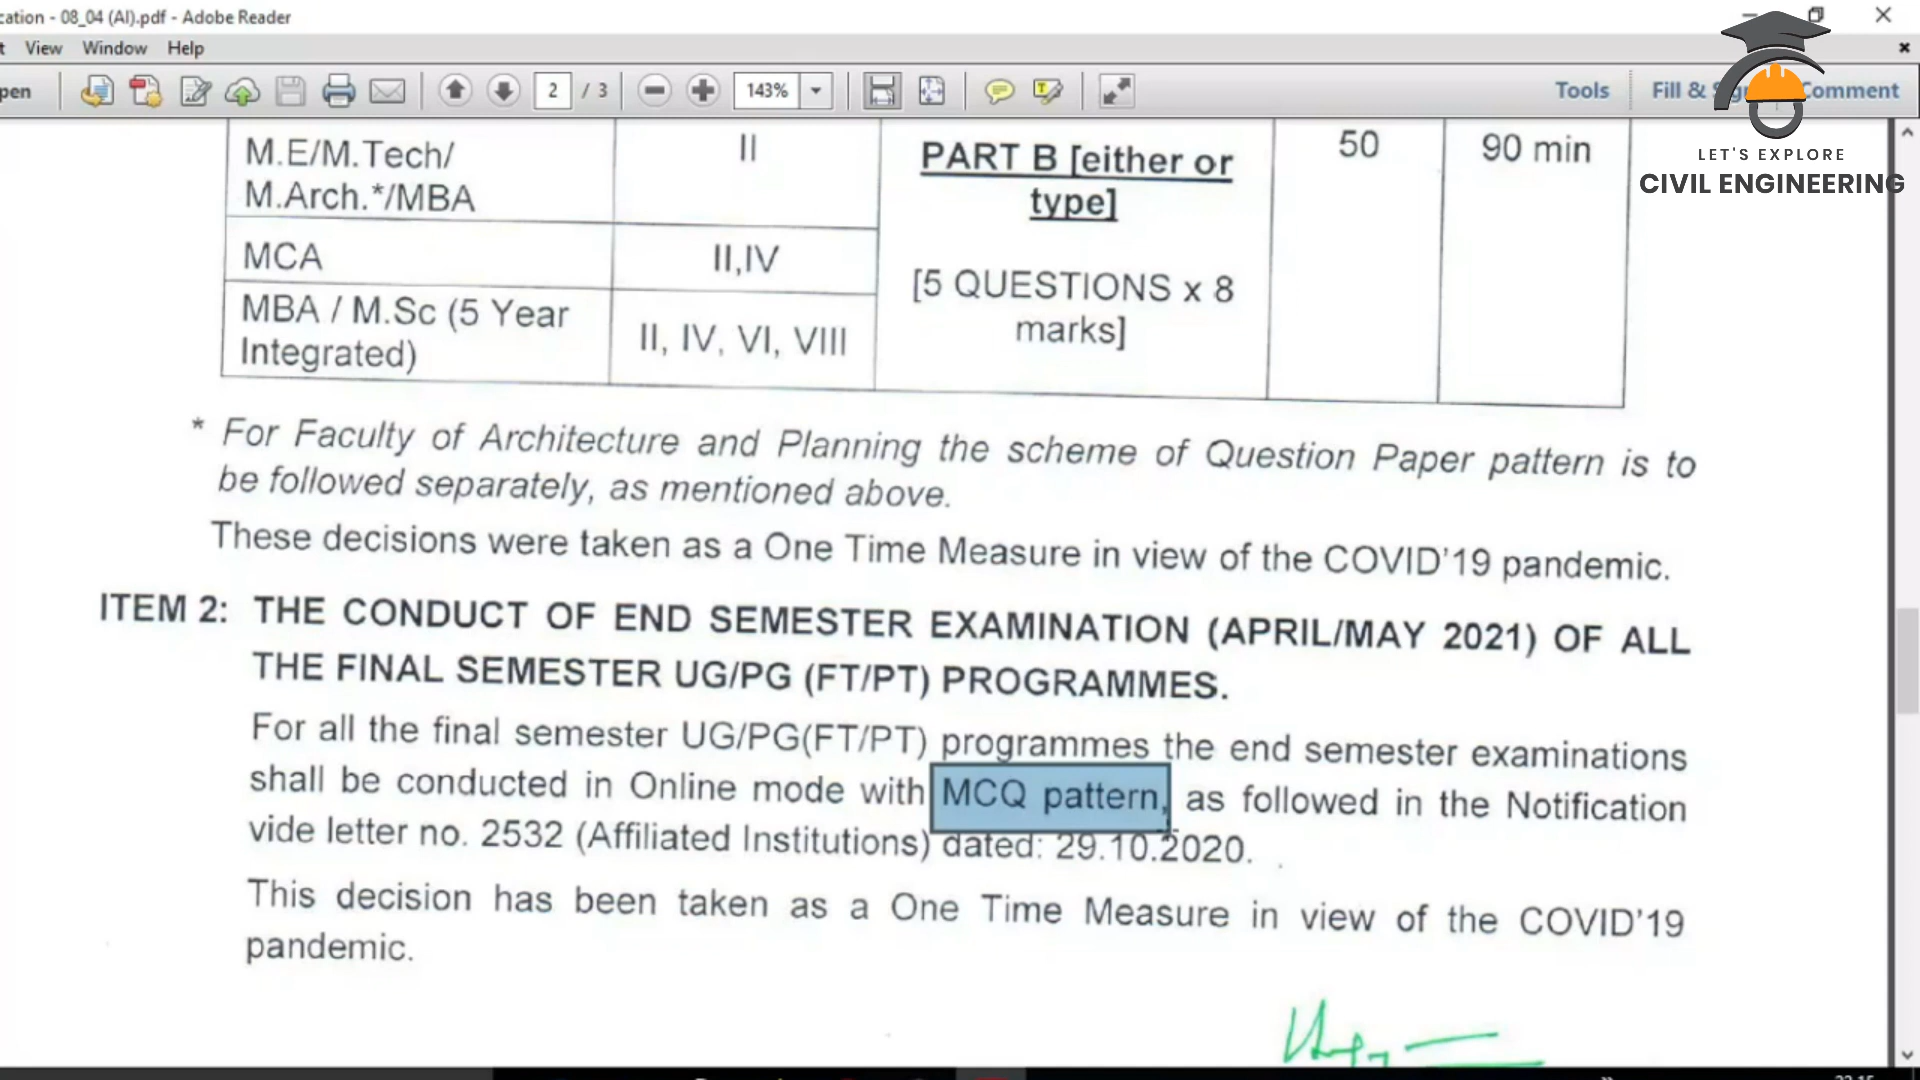 cation - 08_04 (AI).pdf - Adobe Reader
t View Window Help
pen 2 / 3 143% Tools Fill & Comment
LET'S EXPLORE
CIVIL ENGINEERING
M.E/M.Tech/
M.Arch.*/MBA
II
PART B [either or
type]
50
90 min
MCA
II,IV
[5 QUESTIONS x 8
marks]
MBA / M.Sc (5 Year
Integrated)
II, IV, VI, VIII
* For Faculty of Architecture and Planning the scheme of Question Paper pattern is to
be followed separately, as mentioned above.
These decisions were taken as a One Time Measure in view of the COVID'19 pandemic.
ITEM 2: THE CONDUCT OF END SEMESTER EXAMINATION (APRIL/MAY 2021) OF ALL
THE FINAL SEMESTER UG/PG (FT/PT) PROGRAMMES.
For all the final semester UG/PG(FT/PT) programmes the end semester examinations
shall be conducted in Online mode with MCQ pattern, as followed in the Notification
vide letter no. 2532 (Affiliated Institutions) dated: 29.10.2020.
This decision has been taken as a One Time Measure in view of the COVID'19
pandemic.